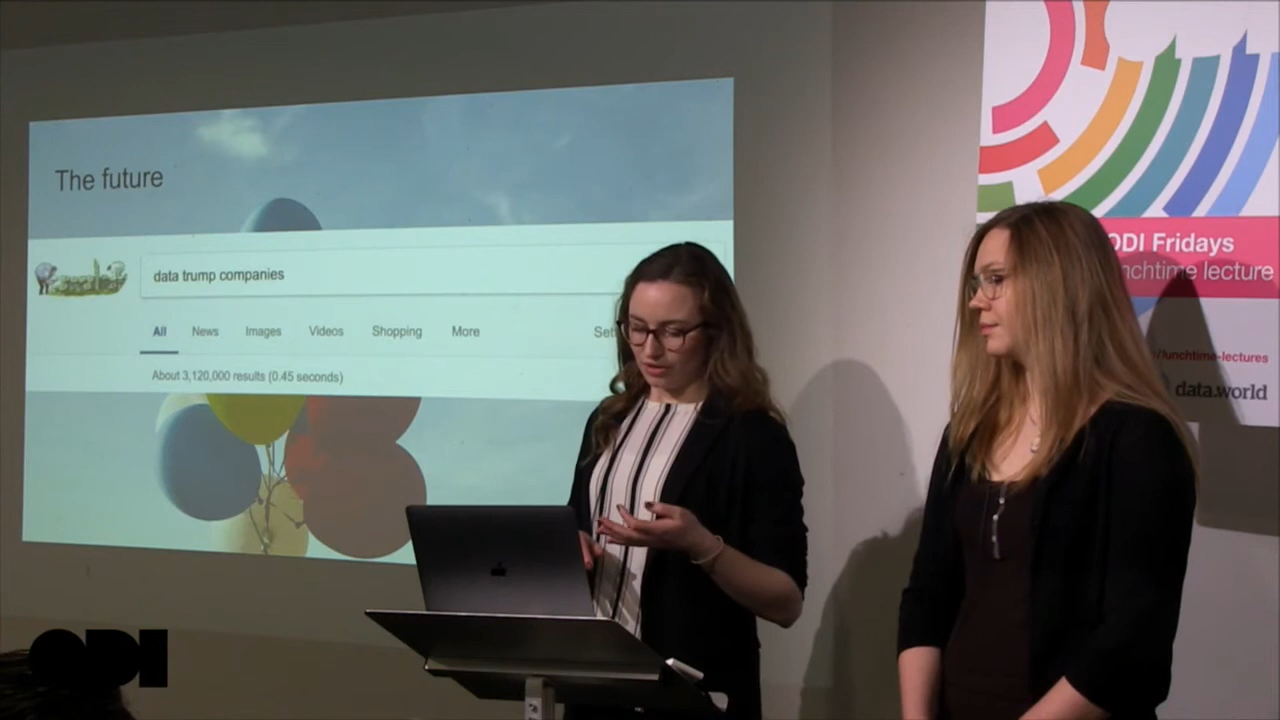 The future
data trump companies
All News Images Videos Shopping More
About 3,120,000 results (0.45 seconds)
ODI Fridays
lecture
/lunchtime-lectures
data.world
ODI